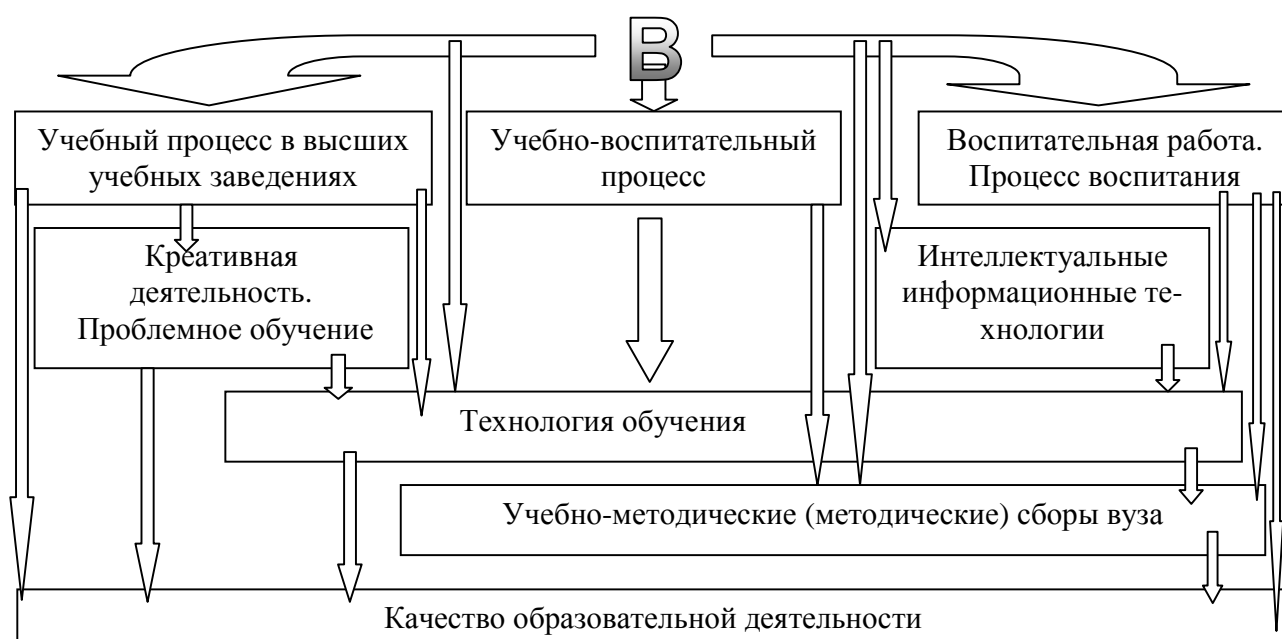 В
Учебный процесс в высших
учебных заведениях
Учебно-воспитательный
процесс
Воспитательная работа.
Процесс воспитания
Креативная
деятельность.
Проблемное обучение
Интеллектуальные
информационные те-
хнологии
Технология обучения
Учебно-методические (методические) сборы вуза
Качество образовательной деятельности